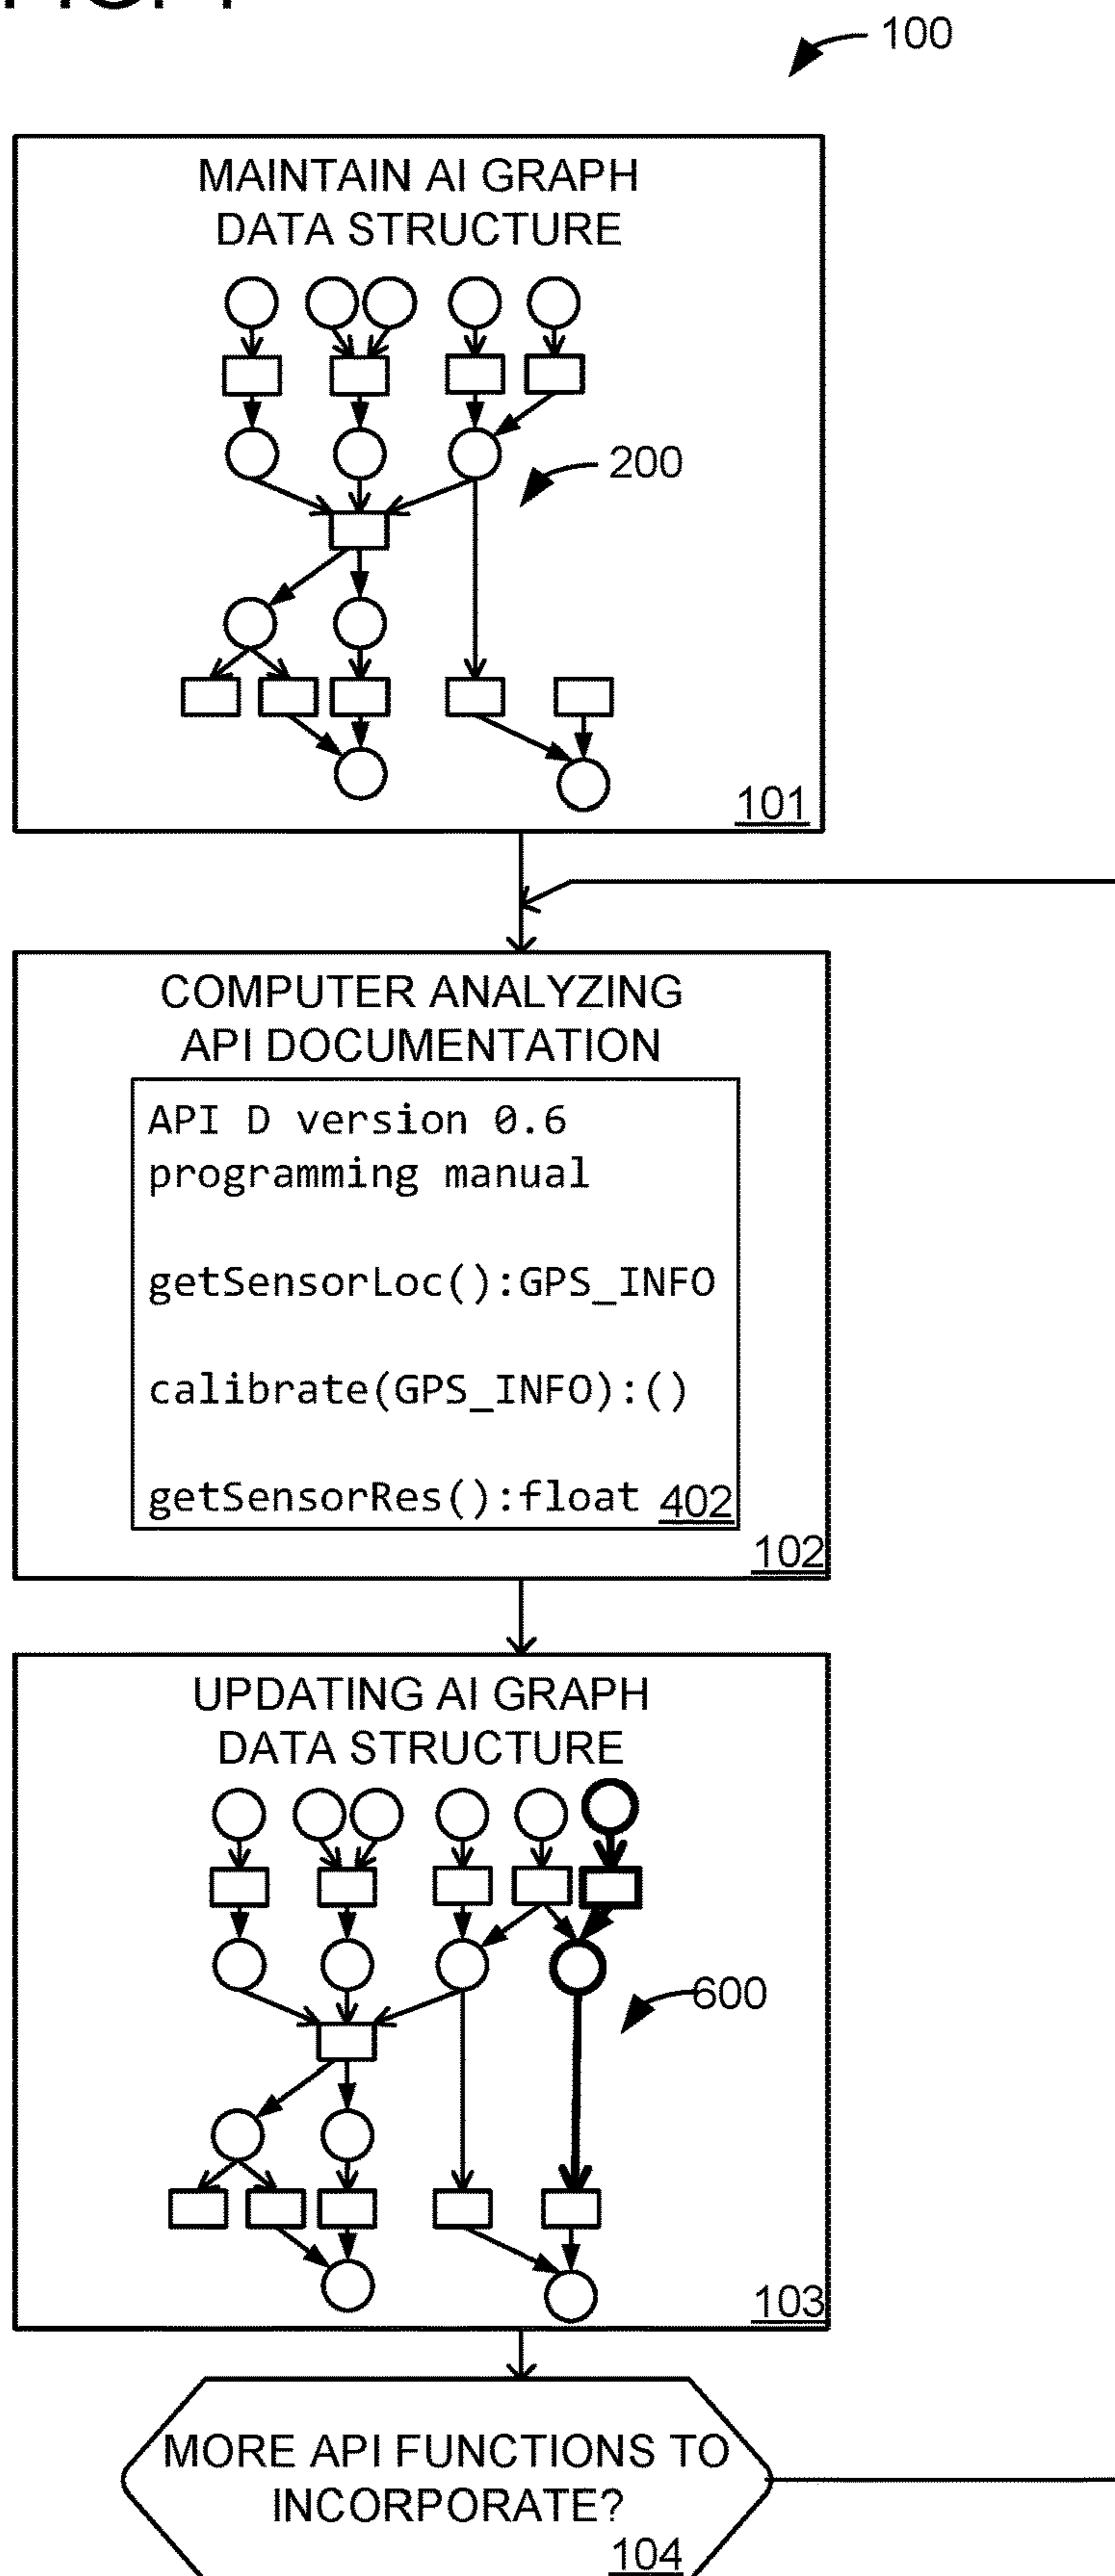 100
MAINTAIN AI GRAPH
DATA STRUCTURE
200
101
COMPUTER ANALYZING
API DOCUMENTATION
API D version 0.6
programming manual
getSensorLoc():GPS_INFO
calibrate(GPS_INFO):()
getSensorRes():float 402
102
UPDATING AI GRAPH
DATA STRUCTURE
600
103
MORE API FUNCTIONS TO
INCORPORATE?
104